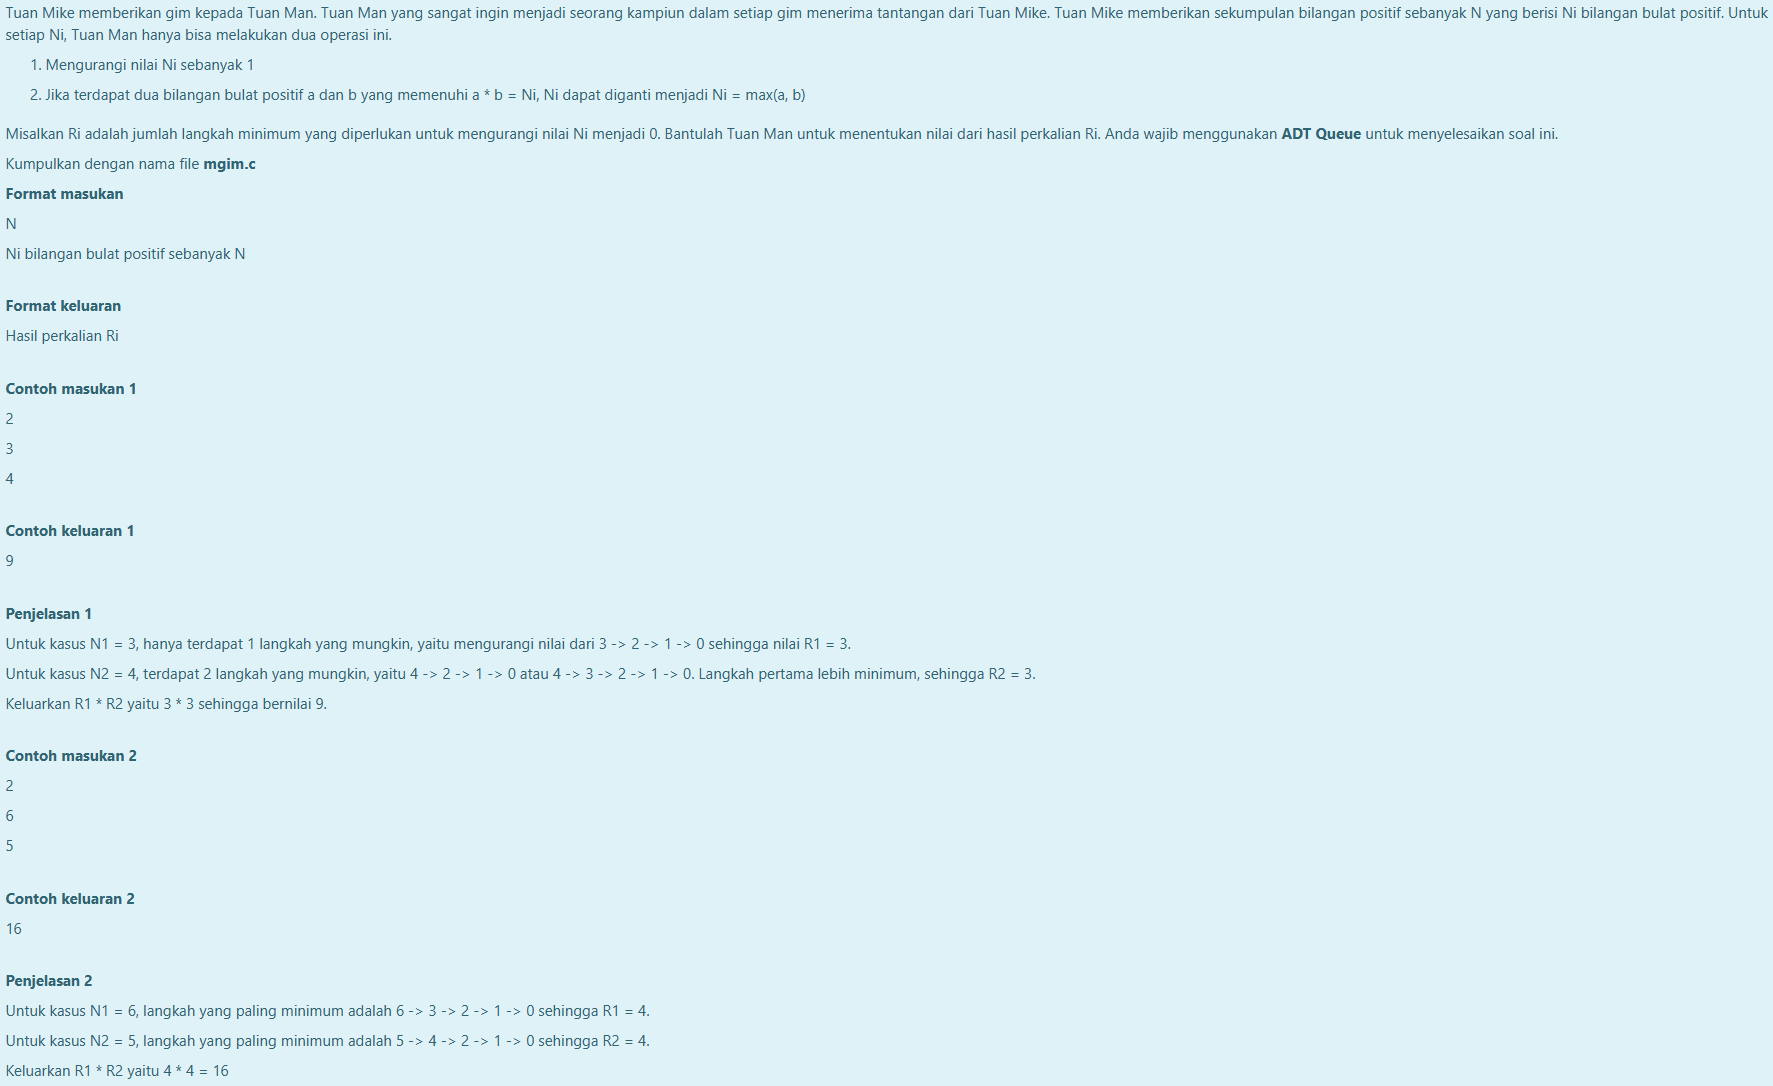 Tuan Mike memberikan gim kepada Tuan Man. Tuan Man yang sangat ingin menjadi seorang kampiun dalam setiap gim menerima tantangan dari Tuan Mike. Tuan Mike memberikan sekumpulan bilangan positif sebanyak N yang berisi Ni bilangan bulat positif. Untuk
setiap Ni, Tuan Man hanya bisa melakukan dua operasi ini.
1. Mengurangi nilai Ni sebanyak 1
2. Jika terdapat dua bilangan bulat positif a dan b yang memenuhi a * b = Ni, Ni dapat diganti menjadi Ni = max(a, b)
Misalkan Ri adalah jumlah langkah minimum yang diperlukan untuk mengurangi nilai Ni menjadi 0. Bantulah Tuan Man untuk menentukan nilai dari hasil perkalian Ri. Anda wajib menggunakan ADT Queue untuk menyelesaikan soal ini.
Kumpulkan dengan nama file mgim.c
Format masukan
N
Ni bilangan bulat positif sebanyak N
Format keluaran
Hasil perkalian Ri
Contoh masukan 1
2
3
4
Contoh keluaran 1
9
Penjelasan 1
Untuk kasus N1 = 3, hanya terdapat 1 langkah yang mungkin, yaitu mengurangi nilai dari 3 -> 2 -> 1 -> 0 sehingga nilai R1 = 3.
Untuk kasus N2 = 4, terdapat 2 langkah yang mungkin, yaitu 4 -> 2 -> 1 -> 0 atau 4 -> 3 -> 2 -> 1 -> 0. Langkah pertama lebih minimum, sehingga R2 = 3.
Keluarkan R1 * R2 yaitu 3 * 3 sehingga bernilai 9.
Contoh masukan 2
2
6
5
Contoh keluaran 2
16
Penjelasan 2
Untuk kasus N1 = 6, langkah yang paling minimum adalah 6 -> 3 -> 2 -> 1 -> 0 sehingga R1 = 4.
Untuk kasus N2 = 5, langkah yang paling minimum adalah 5 -> 4 -> 2 -> 1 -> 0 sehingga R2 = 4.
Keluarkan R1 * R2 yaitu 4 * 4 = 16